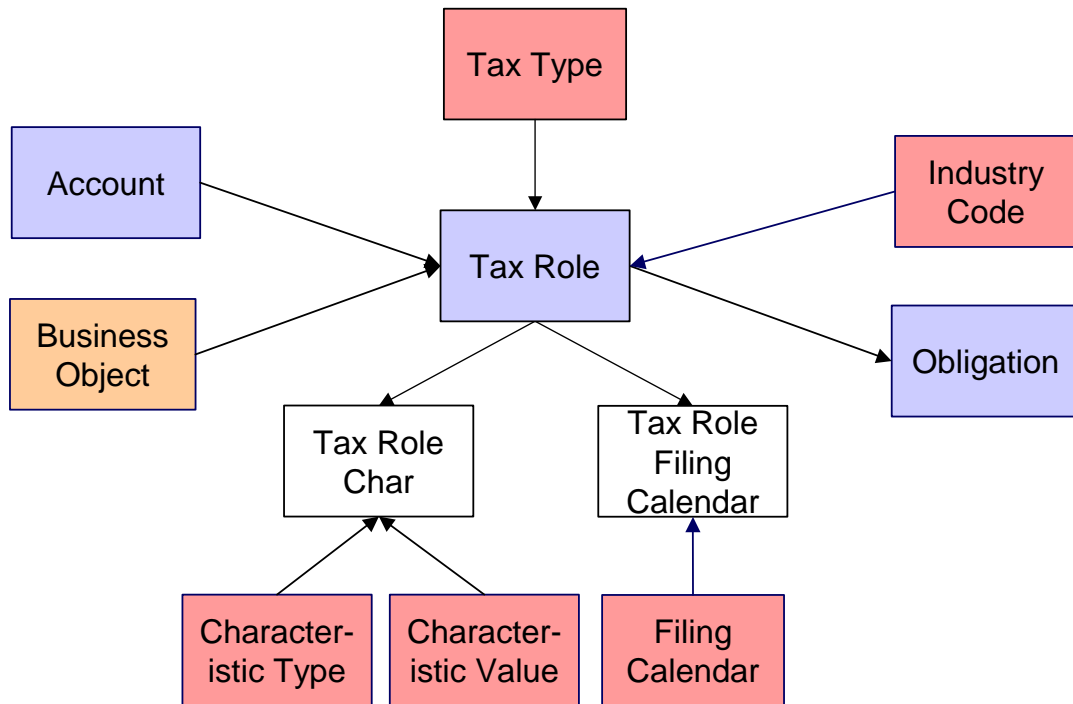 Tax Type
Account
Industry
Code
Tax Role
Business
Object
Obligation
Tax Role
Char
Tax Role
Filing
Calendar
Character-
istic Type
Character-
istic Value
Filing
Calendar